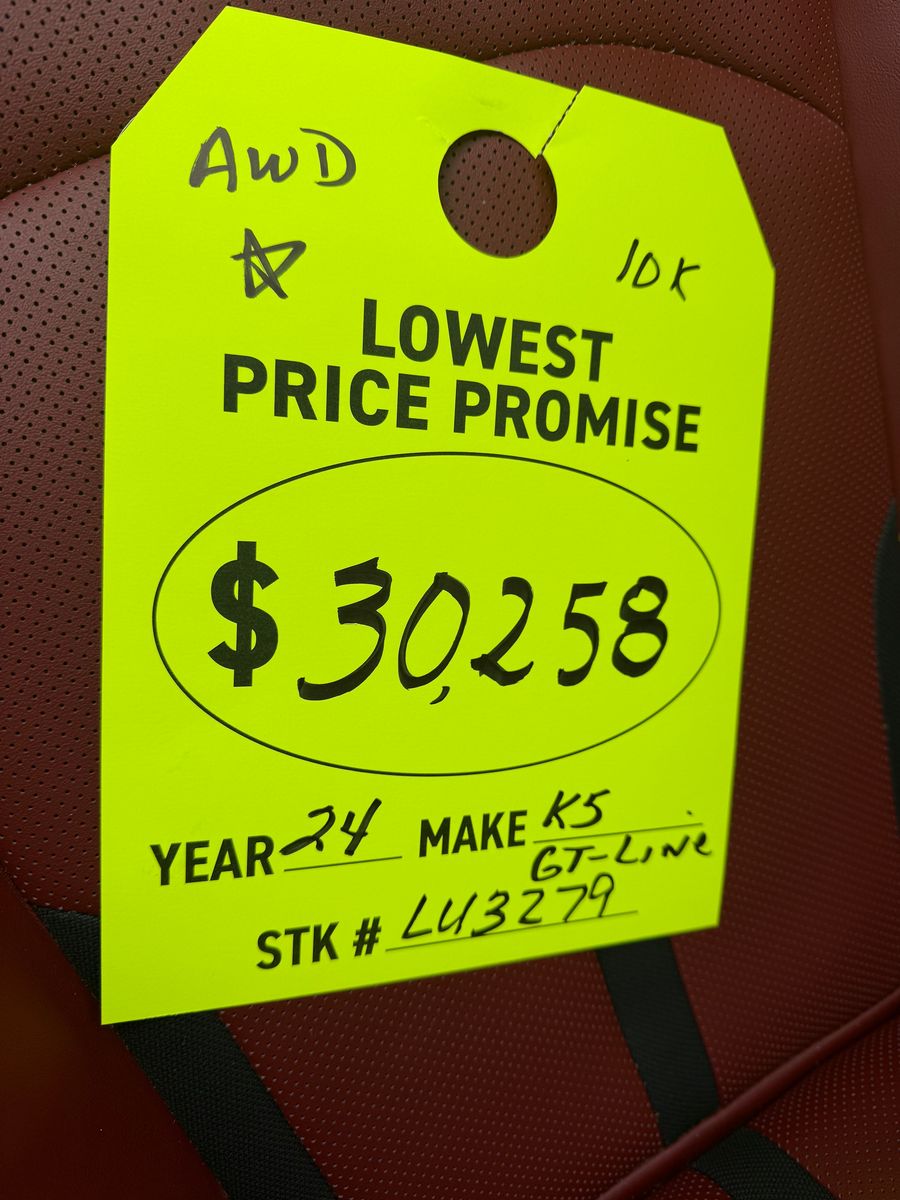 AWD
10K
LOWEST
PRICE PROMISE
$30,258
YEAR 24 MAKE K5
GT-LINE
STK # LU3279